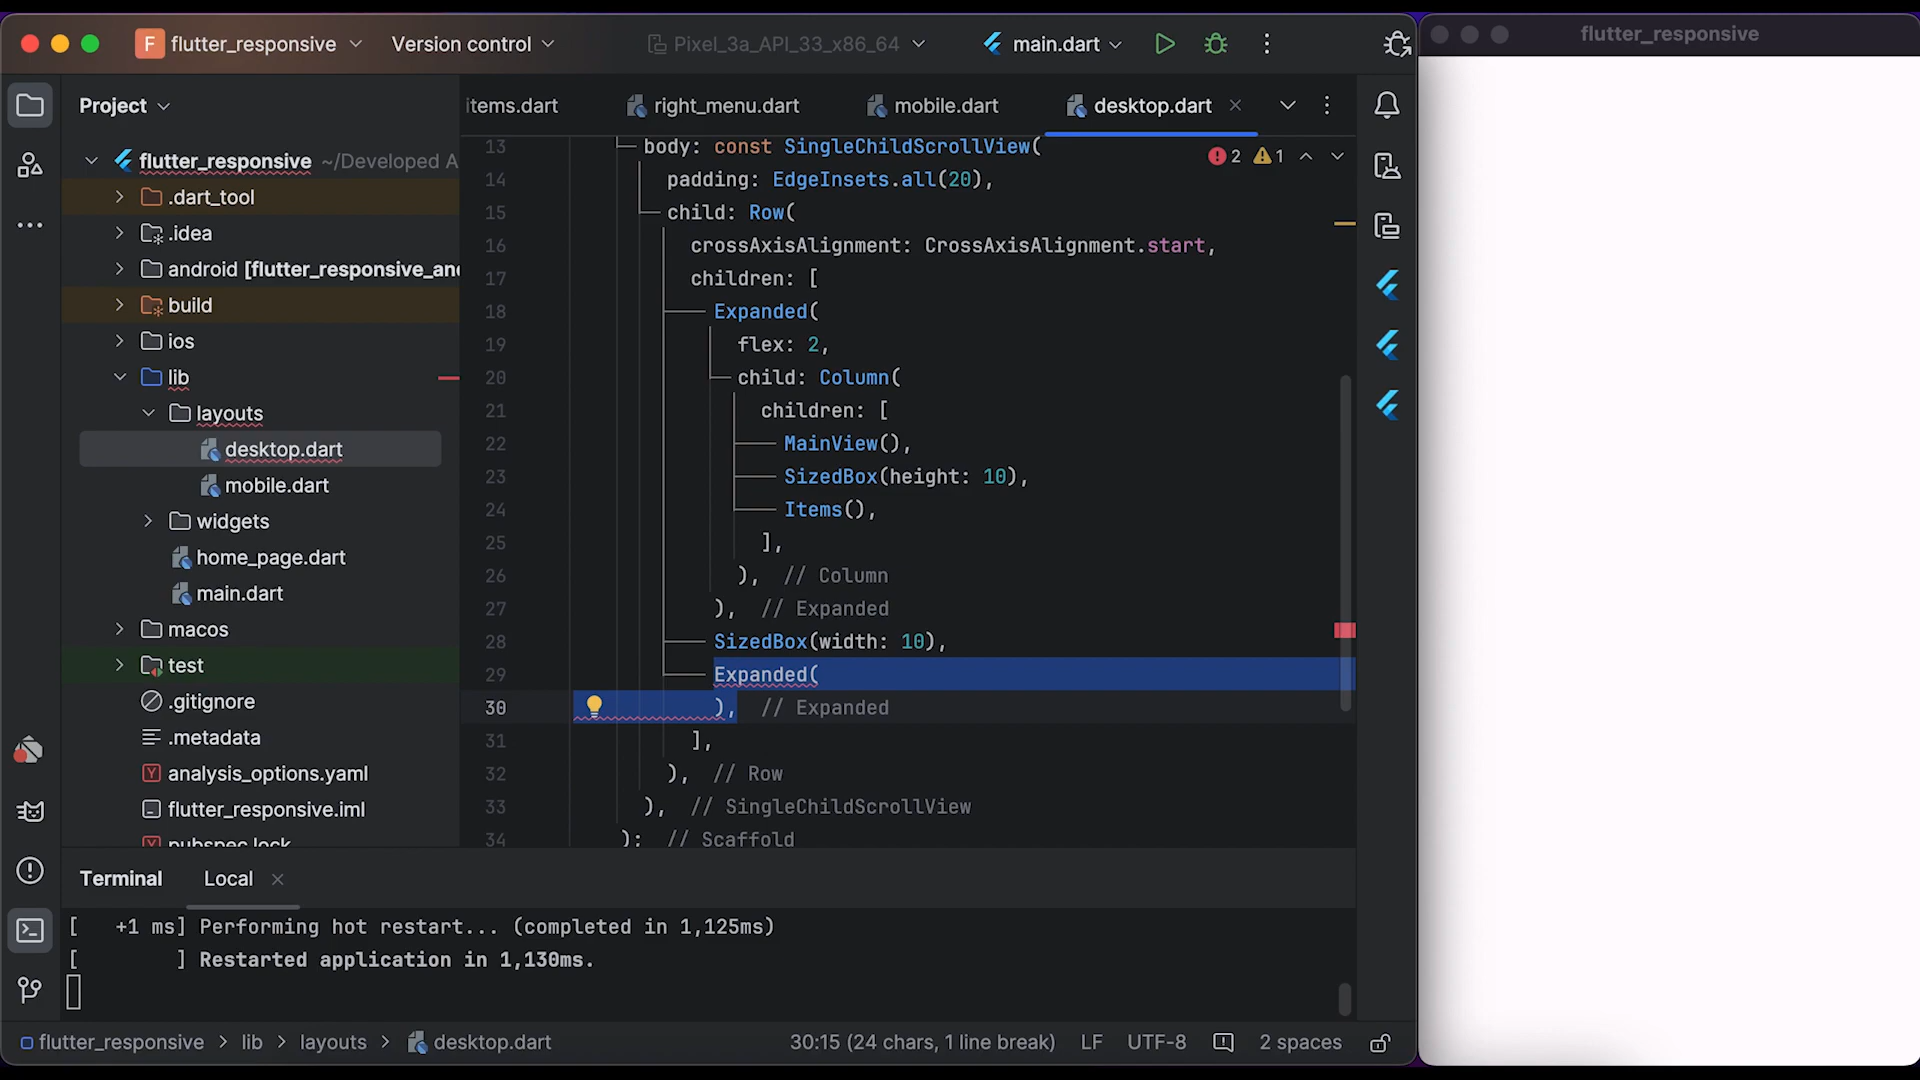 F flutter_responsive
Version control
Pixel_3a_API_33_x86_64
main.dart
flutter_responsive
Project
items.dart
right_menu.dart
mobile.dart
desktop.dart
flutter_responsive ~/Developed A
.dart_tool
.idea
android [flutter_responsive_and
build
ios
lib
layouts
desktop.dart
mobile.dart
widgets
home_page.dart
main.dart
macos
test
.gitignore
.metadata
analysis_options.yaml
flutter_responsive.iml
pubspec.lock
2 1
13 body: const SingleChildScrollView(
14 padding: EdgeInsets.all(20),
15 child: Row(
16 crossAxisAlignment: CrossAxisAlignment.start,
17 children: [
18 Expanded(
19 flex: 2,
20 child: Column(
21 children: [
22 MainView(),
23 SizedBox(height: 10),
24 Items(),
25 ],
26 ), // Column
27 ), // Expanded
28 SizedBox(width: 10),
29 Expanded(
30 ), // Expanded
31 ],
32 ), // Row
33 ), // SingleChildScrollView
34 ); // Scaffold
Terminal
Local
[ +1 ms] Performing hot restart... (completed in 1,125ms)
[ ] Restarted application in 1,130ms.
flutter_responsive > lib > layouts > desktop.dart
30:15 (24 chars, 1 line break)
LF
UTF-8
2 spaces